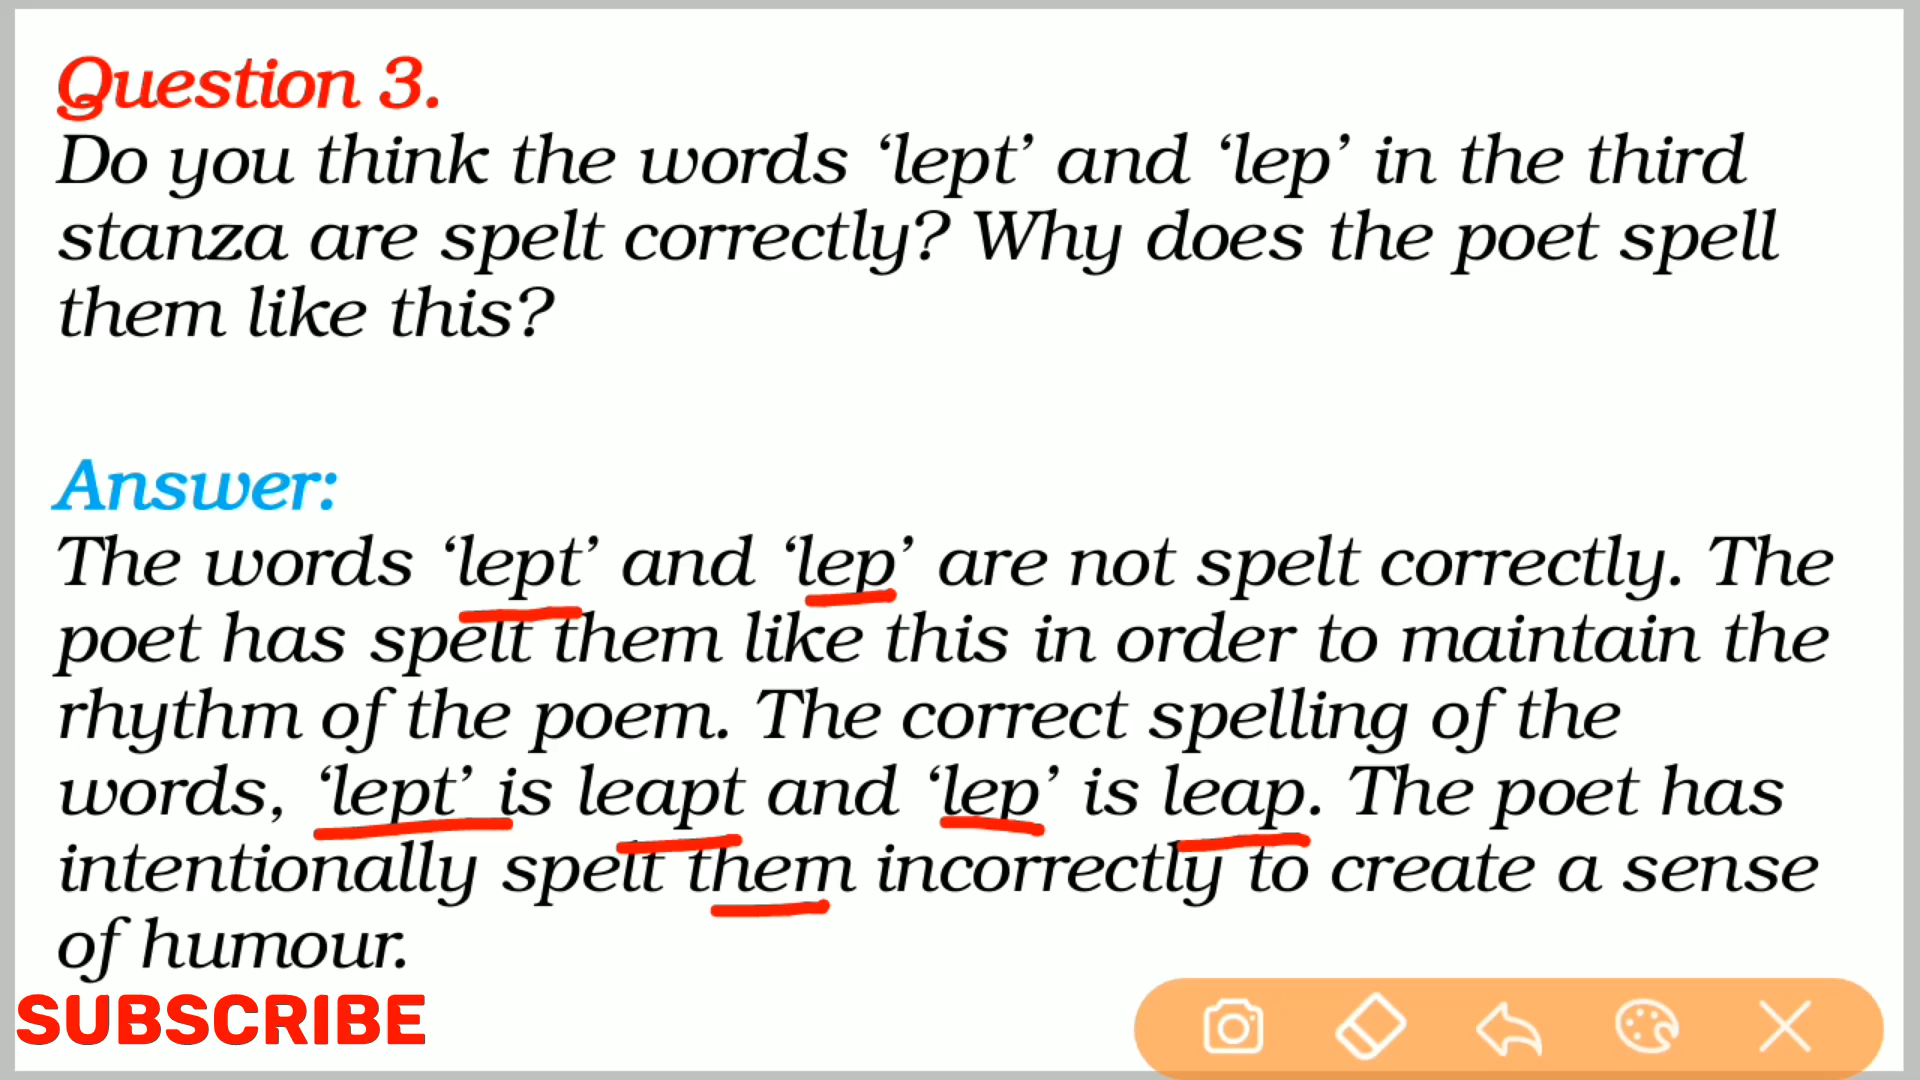 Question 3.
Do you think the words ‘lept’ and ‘lep’ in the third
stanza are spelt correctly? Why does the poet spell
them like this?
Answer:
The words ‘lept’ and ‘lep’ are not spelt correctly. The
poet has spelt them like this in order to maintain the
rhythm of the poem. The correct spelling of the
words, ‘lept’ is leapt and ‘lep’ is leap. The poet has
intentionally spelt them incorrectly to create a sense
of humour.
SUBSCRIBE